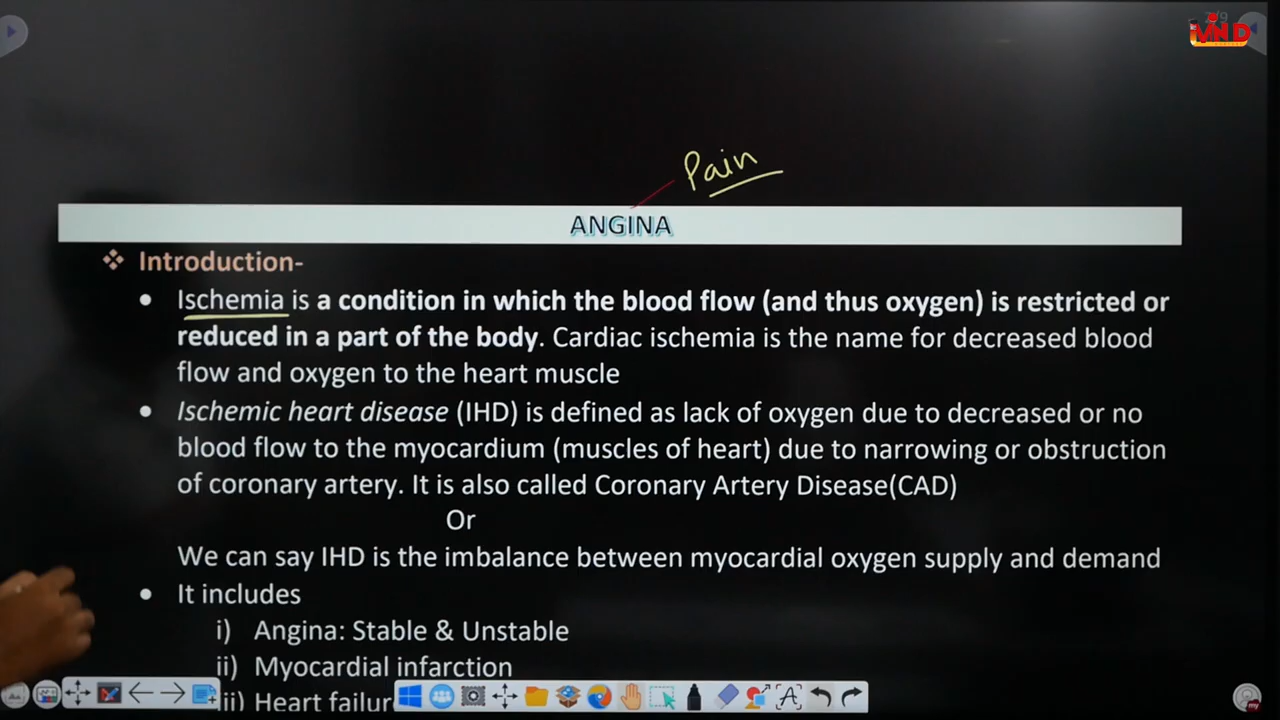 Pain
ANGINA
❖ Introduction-
• Ischemia is a condition in which the blood flow (and thus oxygen) is restricted or
reduced in a part of the body. Cardiac ischemia is the name for decreased blood
flow and oxygen to the heart muscle
• Ischemic heart disease (IHD) is defined as lack of oxygen due to decreased or no
blood flow to the myocardium (muscles of heart) due to narrowing or obstruction
of coronary artery. It is also called Coronary Artery Disease(CAD)
Or
We can say IHD is the imbalance between myocardial oxygen supply and demand
• It includes
i) Angina: Stable & Unstable
ii) Myocardial infarction
iii) Heart failur
my